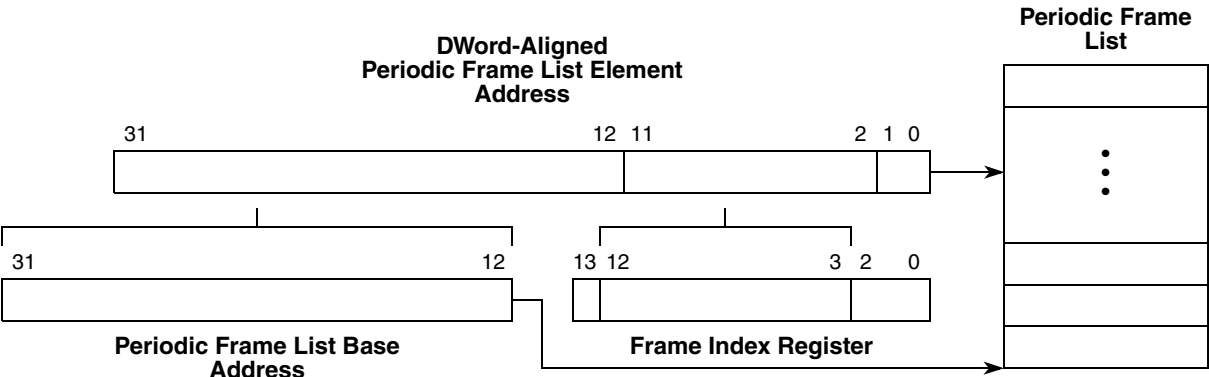 Periodic Frame
List
DWord-Aligned
Periodic Frame List Element
Address
31 12 11 2 1 0
31 12 13 12 3 2 0
Periodic Frame List Base
Address
Frame Index Register